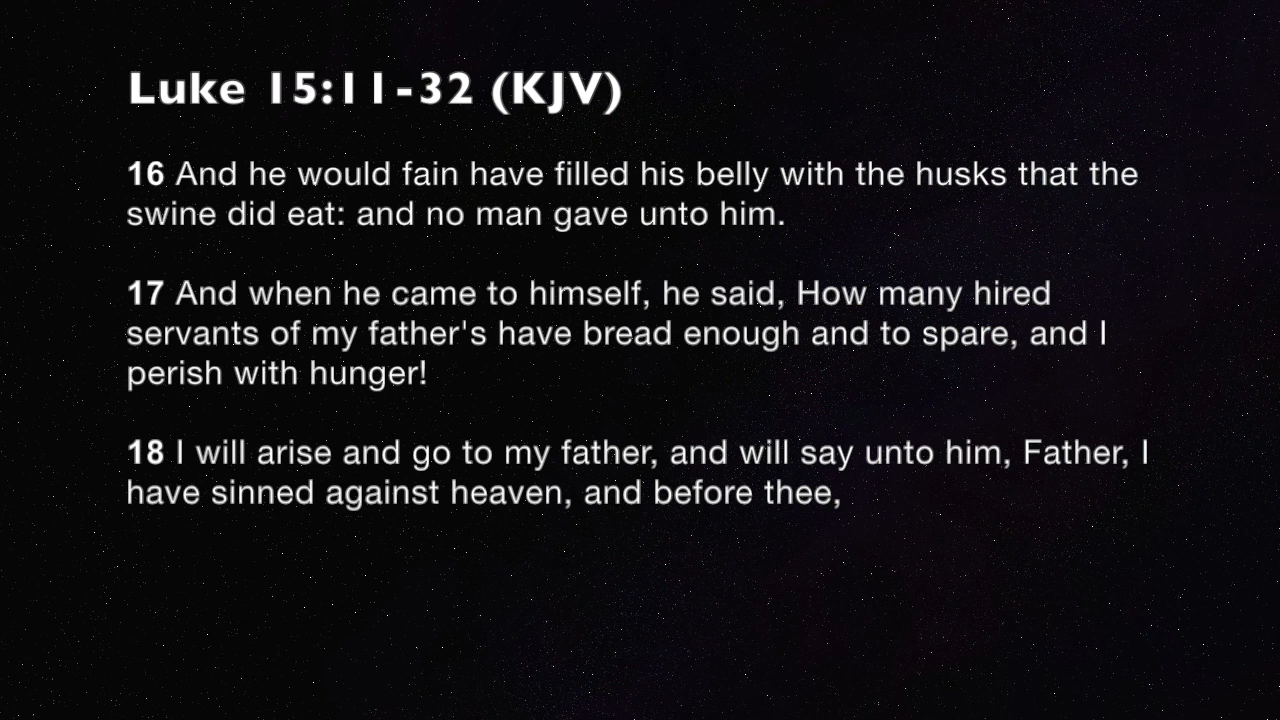 Luke 15:11-32 (KJV)
16 And he would fain have filled his belly with the husks that the
swine did eat: and no man gave unto him.
17 And when he came to himself, he said, How many hired
servants of my father's have bread enough and to spare, and I
perish with hunger!
18 I will arise and go to my father, and will say unto him, Father, I
have sinned against heaven, and before thee,